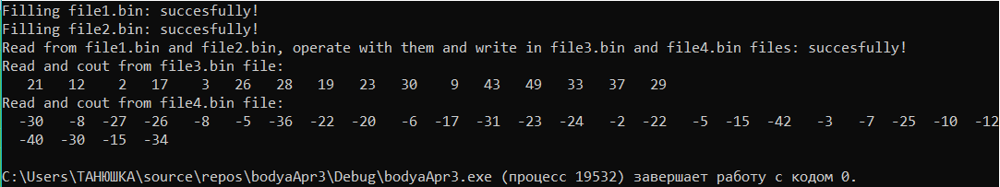 Filling file1.bin: succesfully!
Filling file2.bin: succesfully!
Read from file1.bin and file2.bin, operate with them and write in file3.bin and file4.bin files: succesfully!
Read and cout from file3.bin file:
21 12 2 17 3 26 28 19 23 30 9 43 49 33 37 29
Read and cout from file4.bin file:
-30 -8 -27 -26 -8 -5 -36 -22 -20 -6 -17 -31 -23 -24 -2 -22 -5 -15 -42 -3 -7 -25 -10 -12
-40 -30 -15 -34
C:\Users\ТАНЮШКА\source\repos\bodyaApr3\Debug\bodyaApr3.exe (процесс 19532) завершает работу с кодом 0.